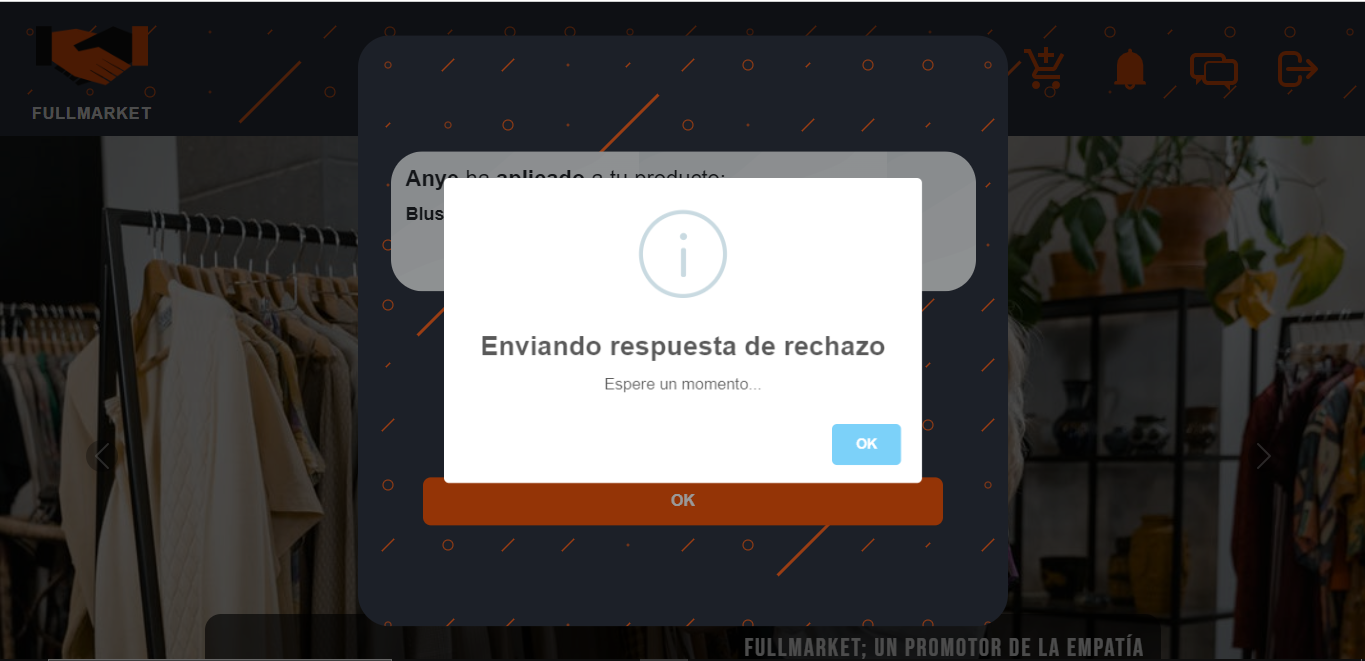 FULLMARKET
Anye ha aplicado a tu producto:
Blus
Enviando respuesta de rechazo
Espere un momento...
OK
OK
FULLMARKET; UN PROMOTOR DE LA EMPATÍA